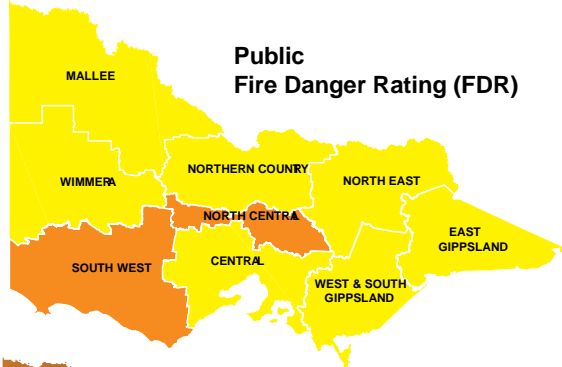 Public
Fire Danger Rating (FDR)
MALLEE
NORTHERN COUNTRY
WIMMERA
NORTH EAST
NORTH CENTRAL
EAST
GIPPSLAND
SOUTH WEST
CENTRAL
WEST & SOUTH
GIPPSLAND